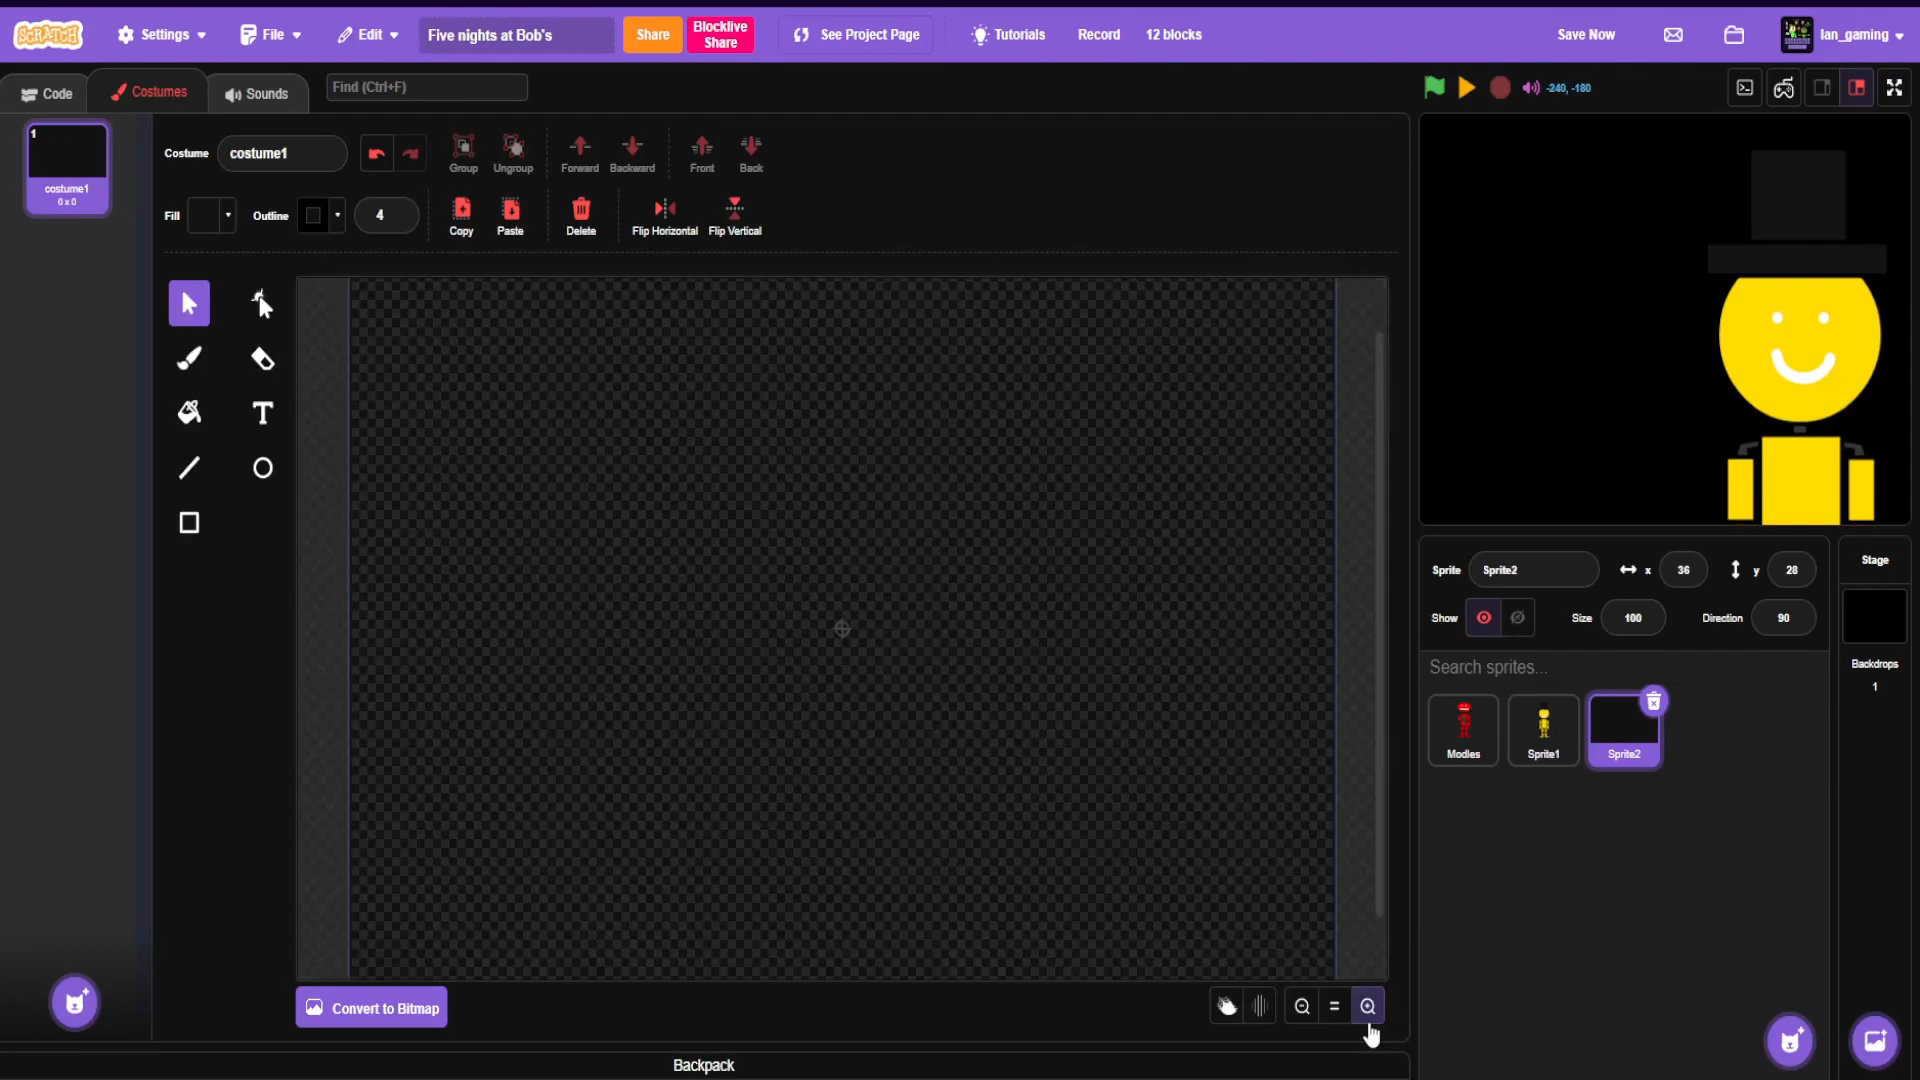 SCRATCH
Settings
File
Edit
Five nights at Bob's
Share
Blocklive
Share
See Project Page
Tutorials
Record
12 blocks
Save Now
Ian_gaming
Code
Costumes
Sounds
Find (Ctrl+F)
-240, -180
1
costume1
0 x 0
Costume
costume1
Group
Ungroup
Forward
Backward
Front
Back
Fill
Outline
4
Copy
Paste
Delete
Flip Horizontal
Flip Vertical
T
Convert to Bitmap
Backpack
Sprite
Sprite2
x
36
y
28
Show
Size
100
Direction
90
Search sprites...
Modles
Sprite1
Sprite2
Stage
Backdrops
1